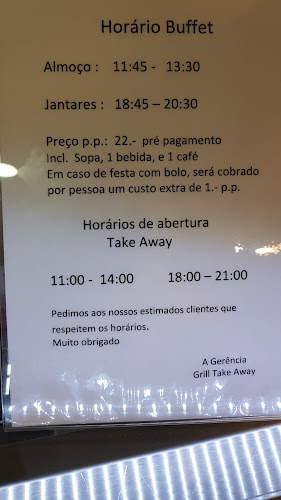 Horário Buffet
Almoço : 11:45 - 13:30
Jantares : 18:45 – 20:30
Preço p.p.: 22.- pré pagamento
Incl. Sopa, 1 bebida, e 1 café
Em caso de festa com bolo, será cobrado
por pessoa um custo extra de 1.- p.p.
Horários de abertura
Take Away
11:00 - 14:00 18:00 – 21:00
Pedimos aos nossos estimados clientes que
respeitem os horários.
Muito obrigado
A Gerência
Grill Take Away